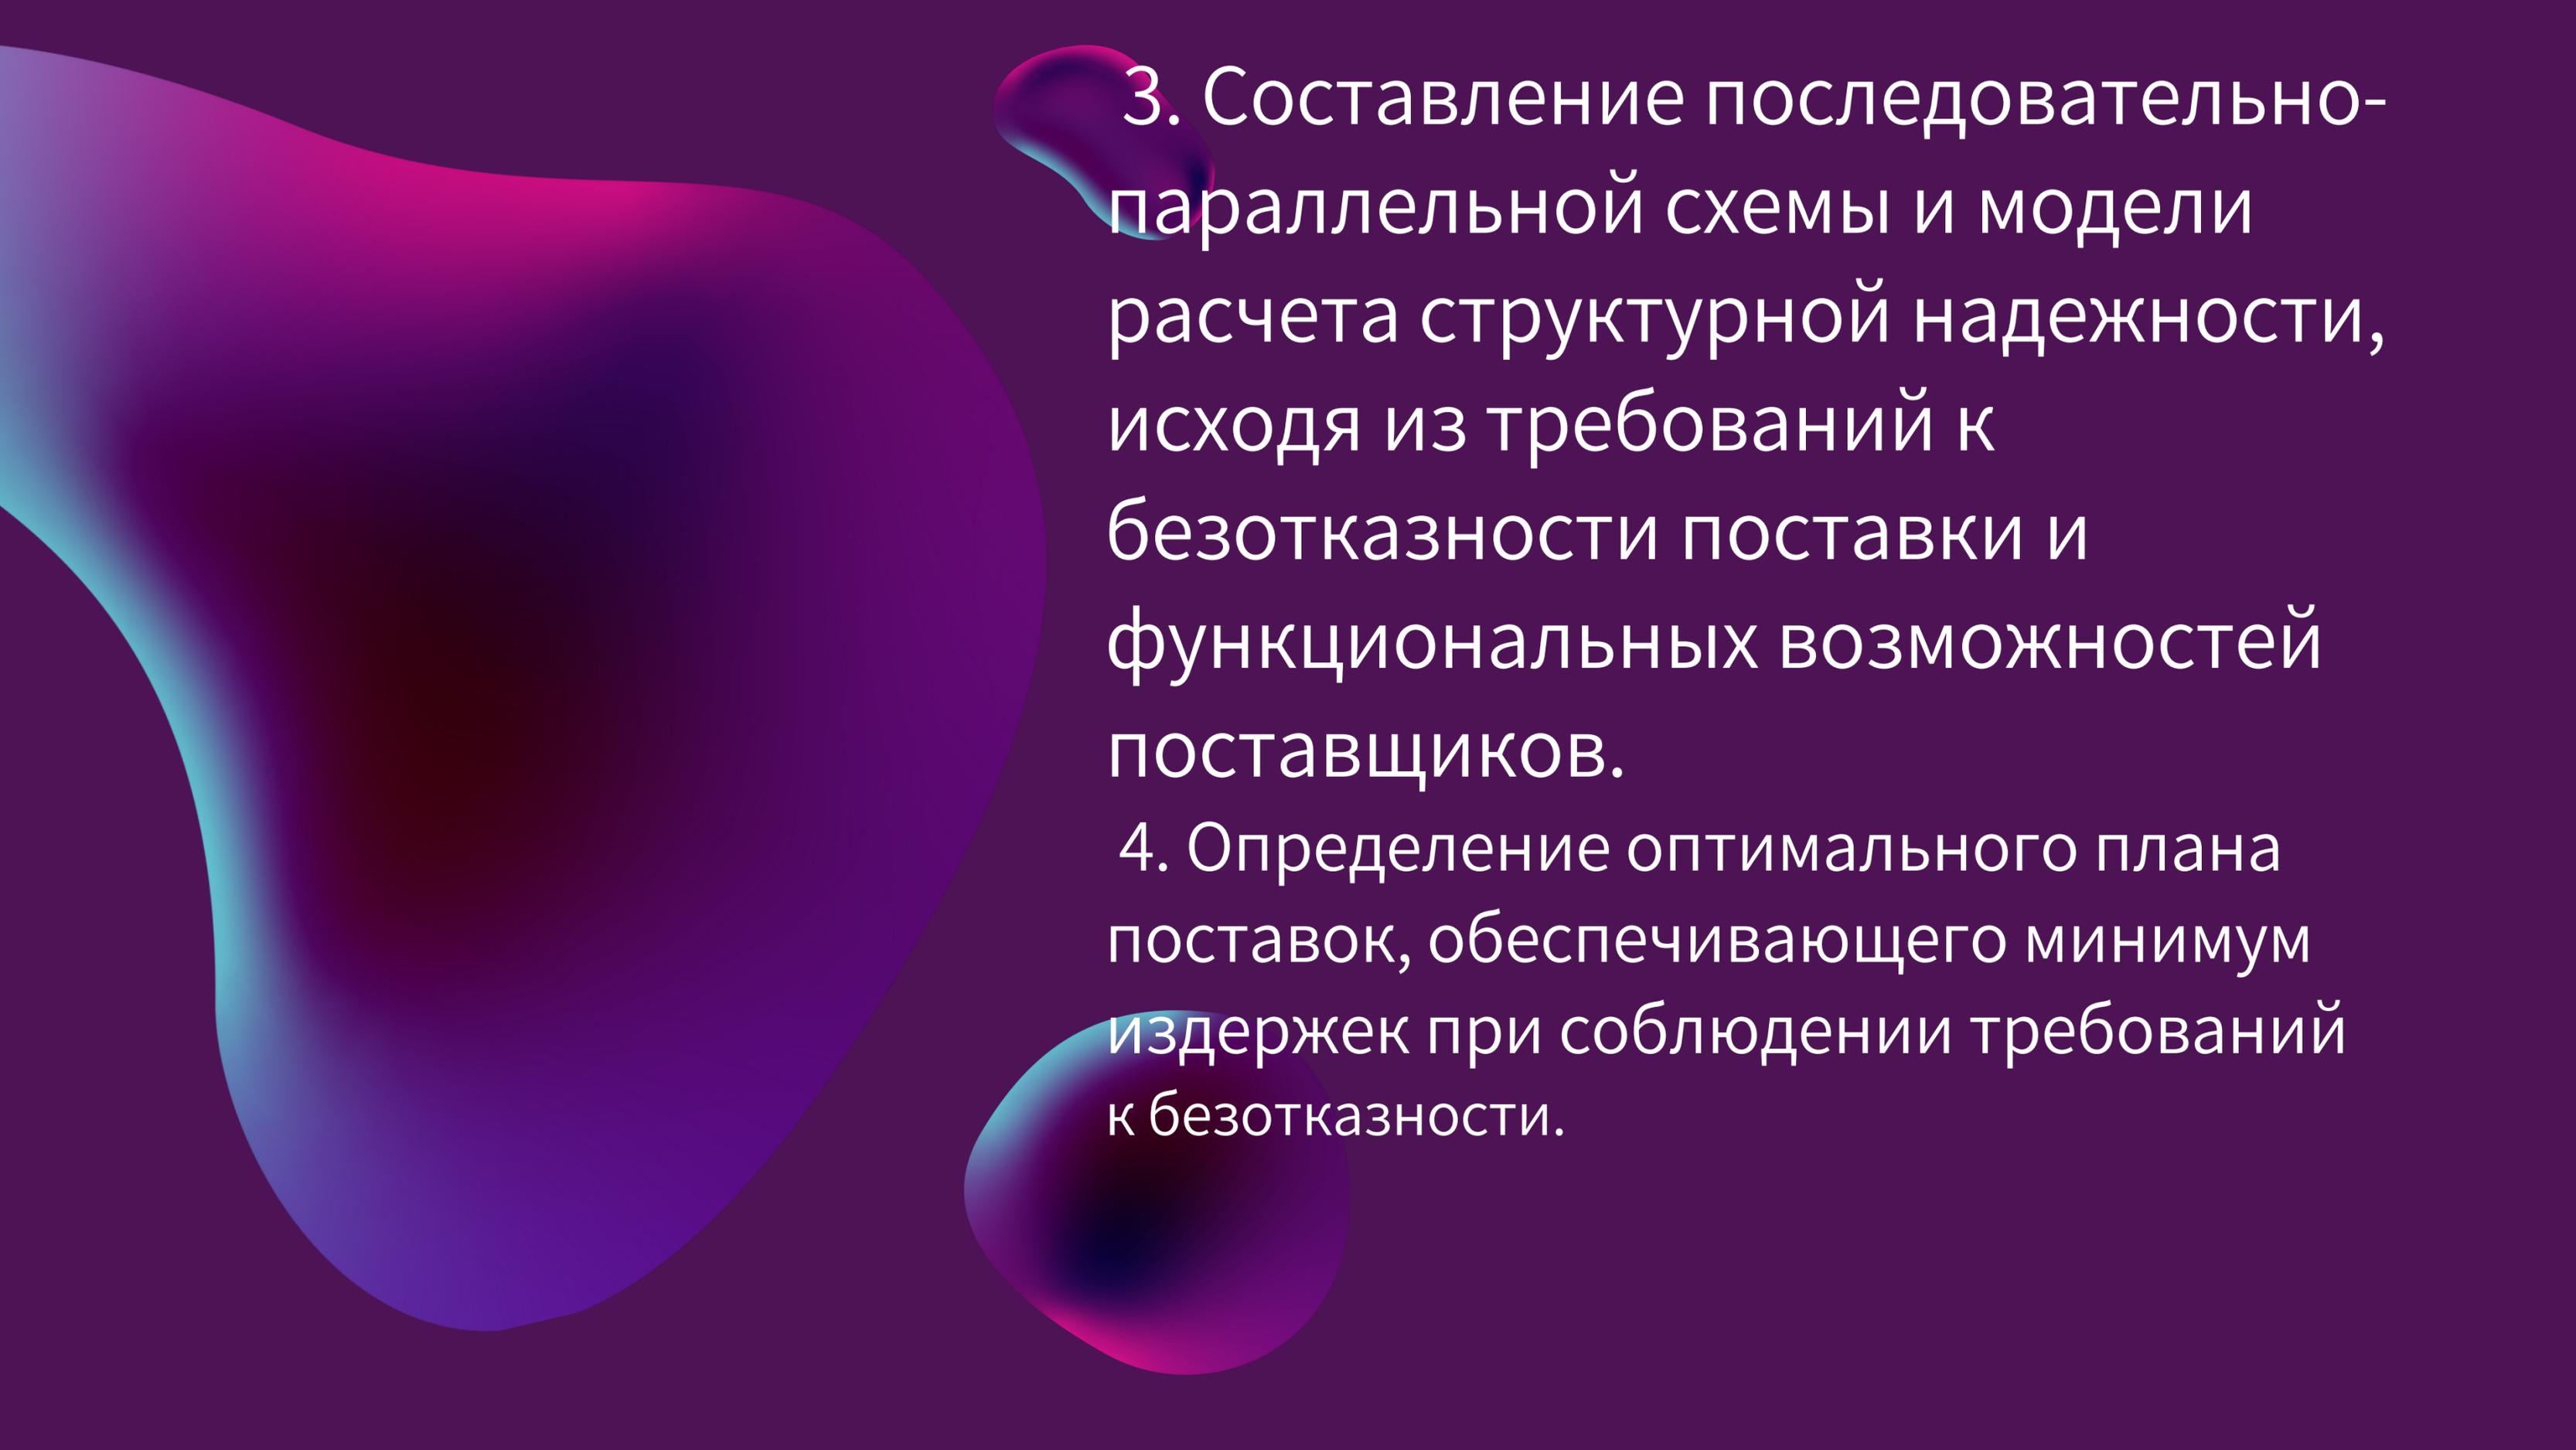 3. Составление последовательно-
параллельной схемы и модели
расчета структурной надежности,
исходя из требований к
безотказности поставки и
функциональных возможностей
поставщиков.
4. Определение оптимального плана
поставок, обеспечивающего минимум
издержек при соблюдении требований
к безотказности.